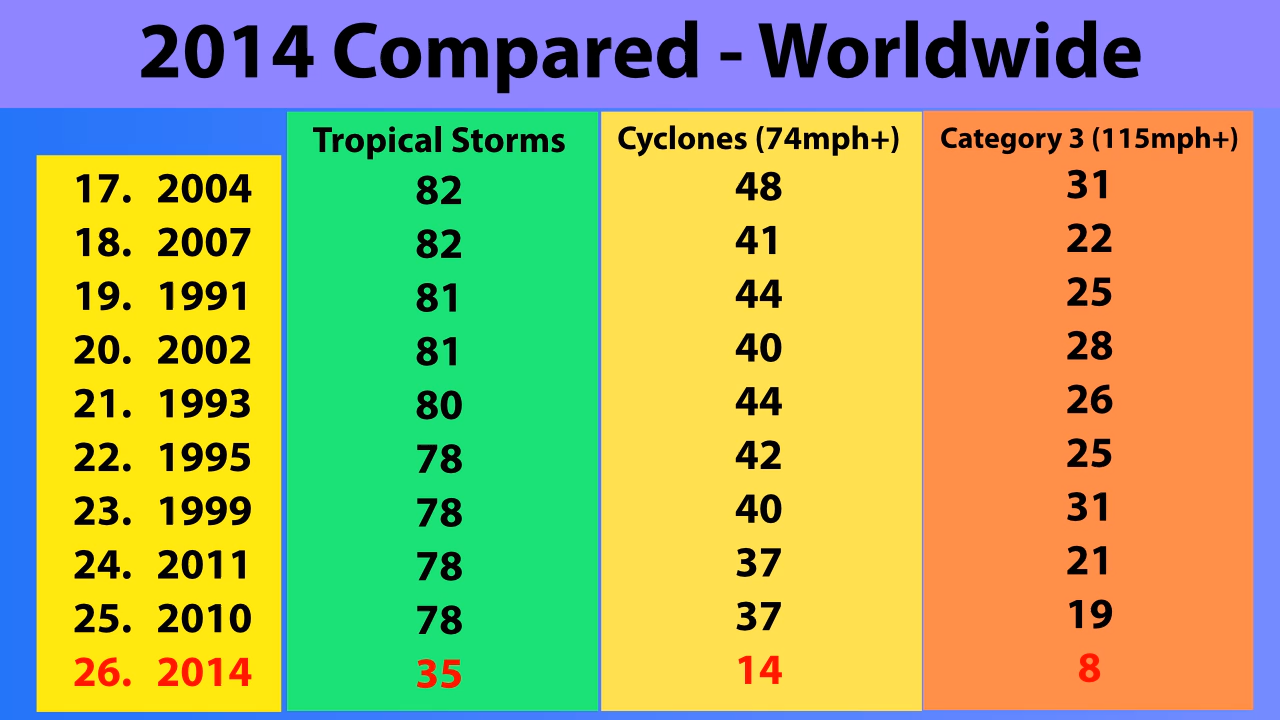 2014 Compared - Worldwide
Tropical Storms Cyclones (74mph+) Category 3 (115mph+)
17. 2004 82 48 31
18. 2007 82 41 22
19. 1991 81 44 25
20. 2002 81 40 28
21. 1993 80 44 26
22. 1995 78 42 25
23. 1999 78 40 31
24. 2011 78 37 21
25. 2010 78 37 19
26. 2014 35 14 8